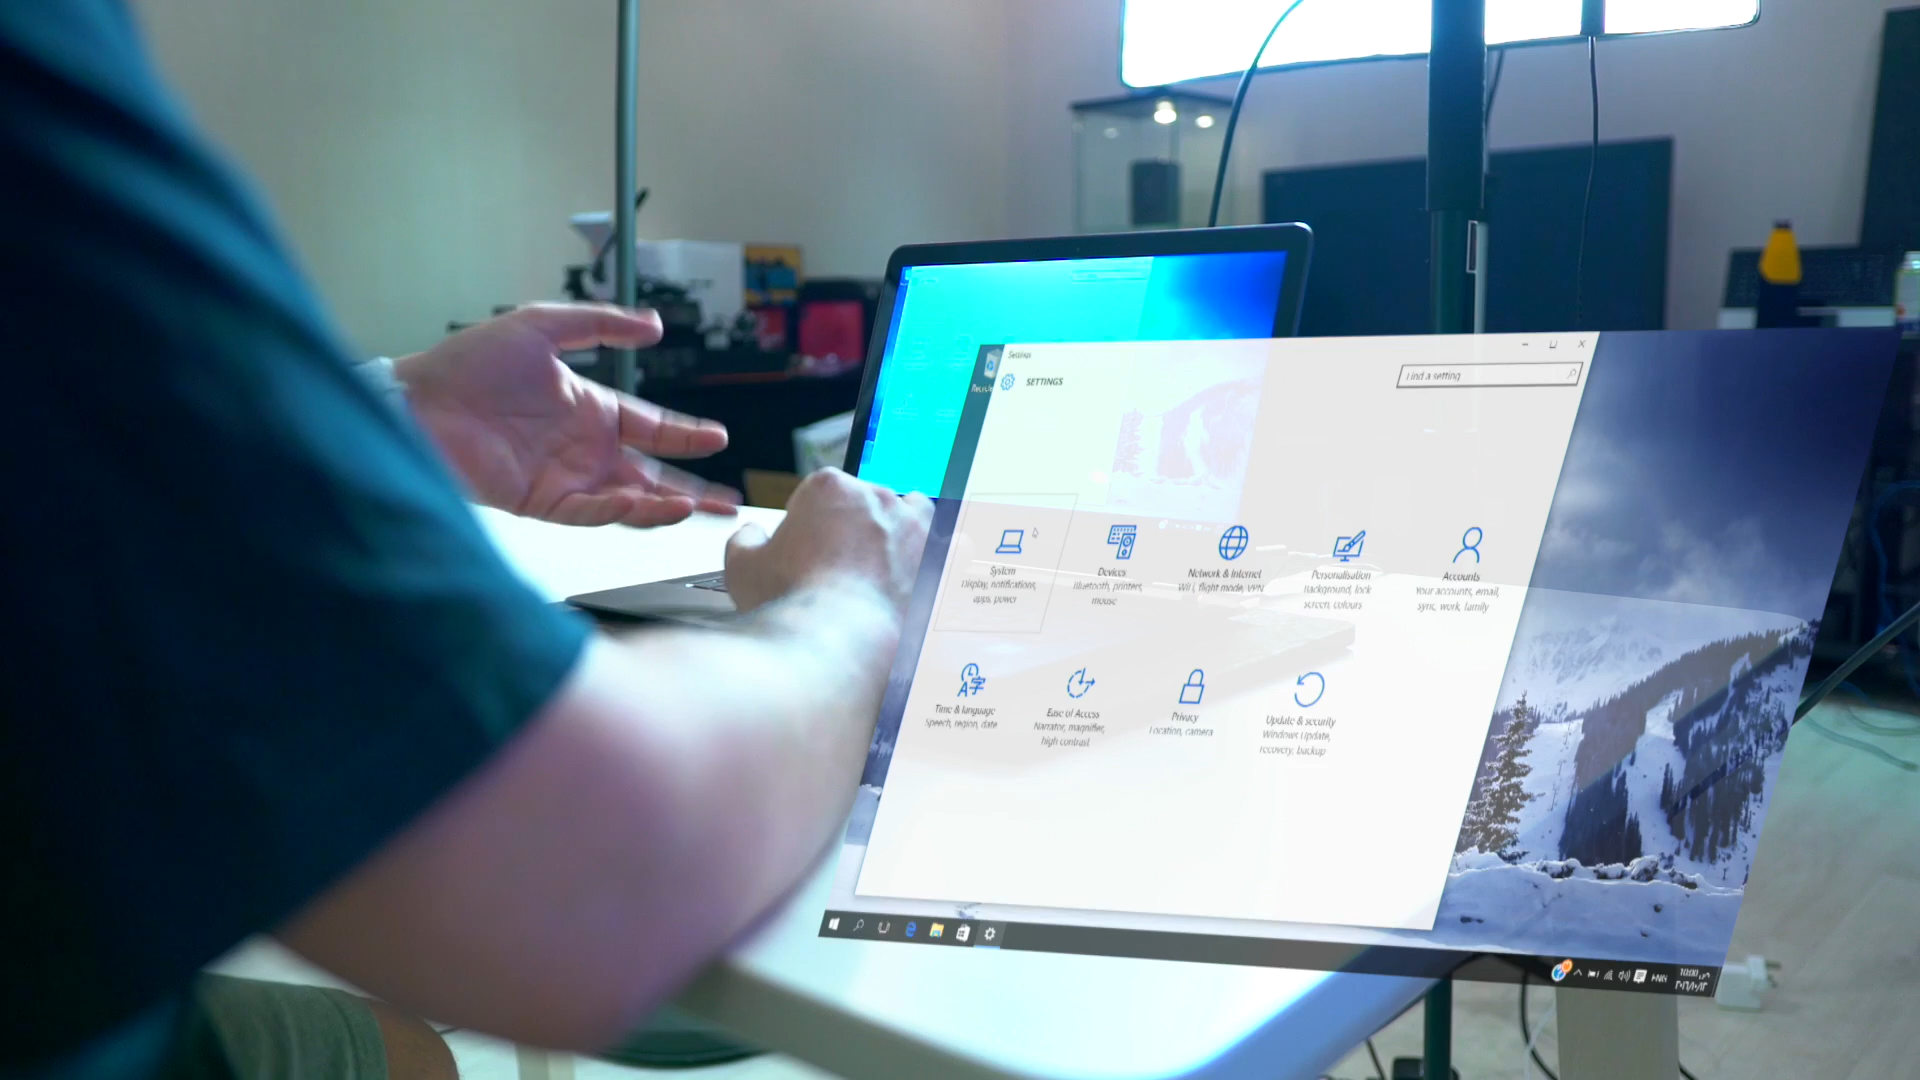 Settings
SETTINGS
Find a setting
System
Display, notifications,
apps, power
Devices
Bluetooth, printers,
mouse
Network & Internet
WiFi, flight mode, VPN
Personalisation
Background, lock
screen, colours
Accounts
Your accounts, email,
sync, work, family
Time & language
Speech, region, date
Ease of Access
Narrator, magnifier,
high contrast
Privacy
Location, camera
Update & security
Windows Update,
recovery, backup